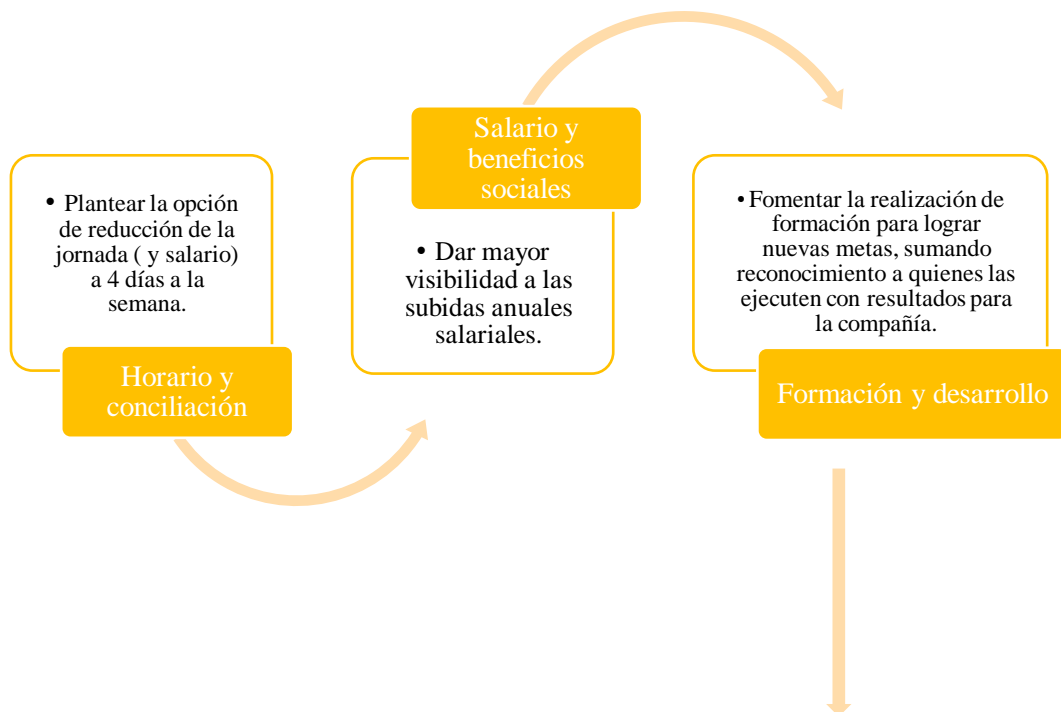 • Plantear la opción
de reducción de la
jornada ( y salario)
a 4 días a la
semana.
Horario y
conciliación
Salario y
beneficios
sociales
• Dar mayor
visibilidad a las
subidas anuales
salariales.
• Fomentar la realización de
formación para lograr
nuevas metas, sumando
reconocimiento a quienes las
ejecuten con resultados para
la compañía.
Formación y desarrollo